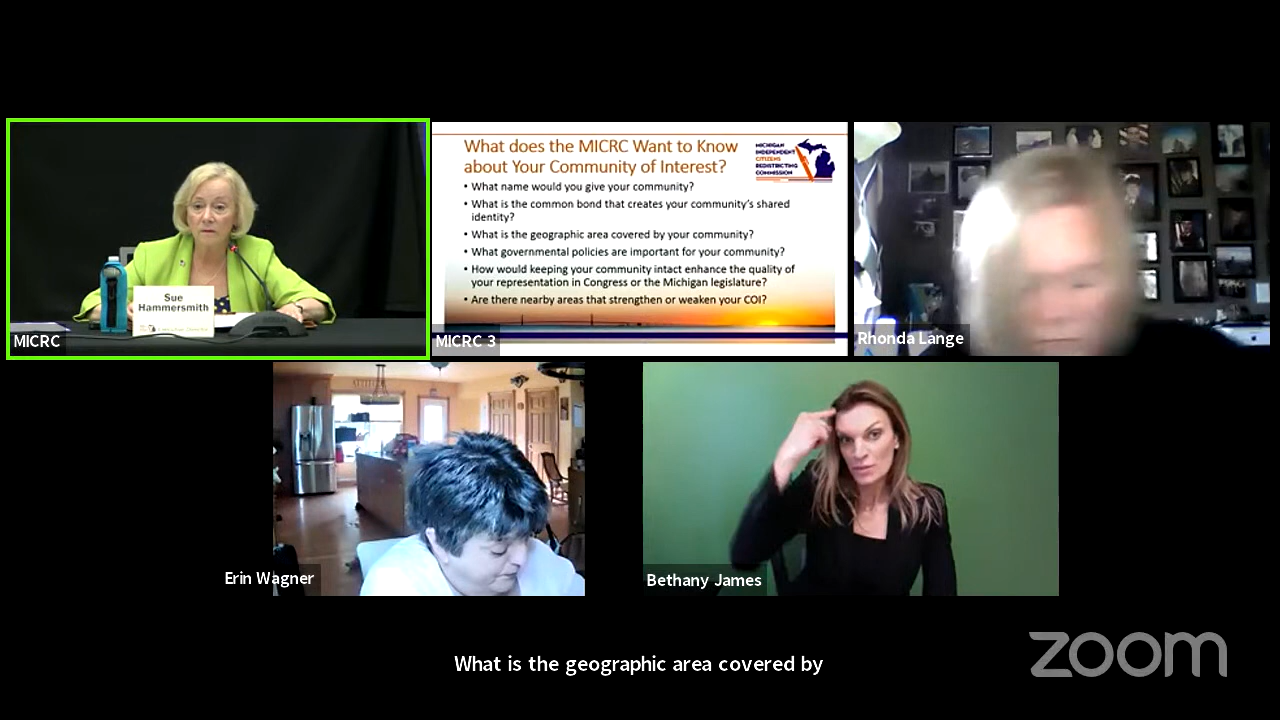 Sue
Hammersmith
MICRC
What does the MICRC Want to Know
about Your Community of Interest?
MICHIGAN
INDEPENDENT
CITIZENS
REDISTRICTING
COMMISSION
• What name would you give your community?
• What is the common bond that creates your community's shared
identity?
• What is the geographic area covered by your community?
• What governmental policies are important for your community?
• How would keeping your community intact enhance the quality of
your representation in Congress or the Michigan legislature?
• Are there nearby areas that strengthen or weaken your COI?
MICRC 3
Rhonda Lange
Erin Wagner
Bethany James
What is the geographic area covered by
zoom